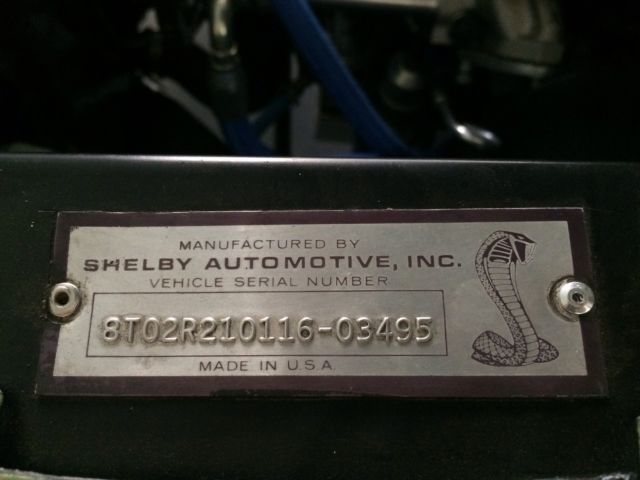 MANUFACTURED BY
SHELBY AUTOMOTIVE, INC.
VEHICLE SERIAL NUMBER
8T02R210116-03495
MADE IN U.S.A.